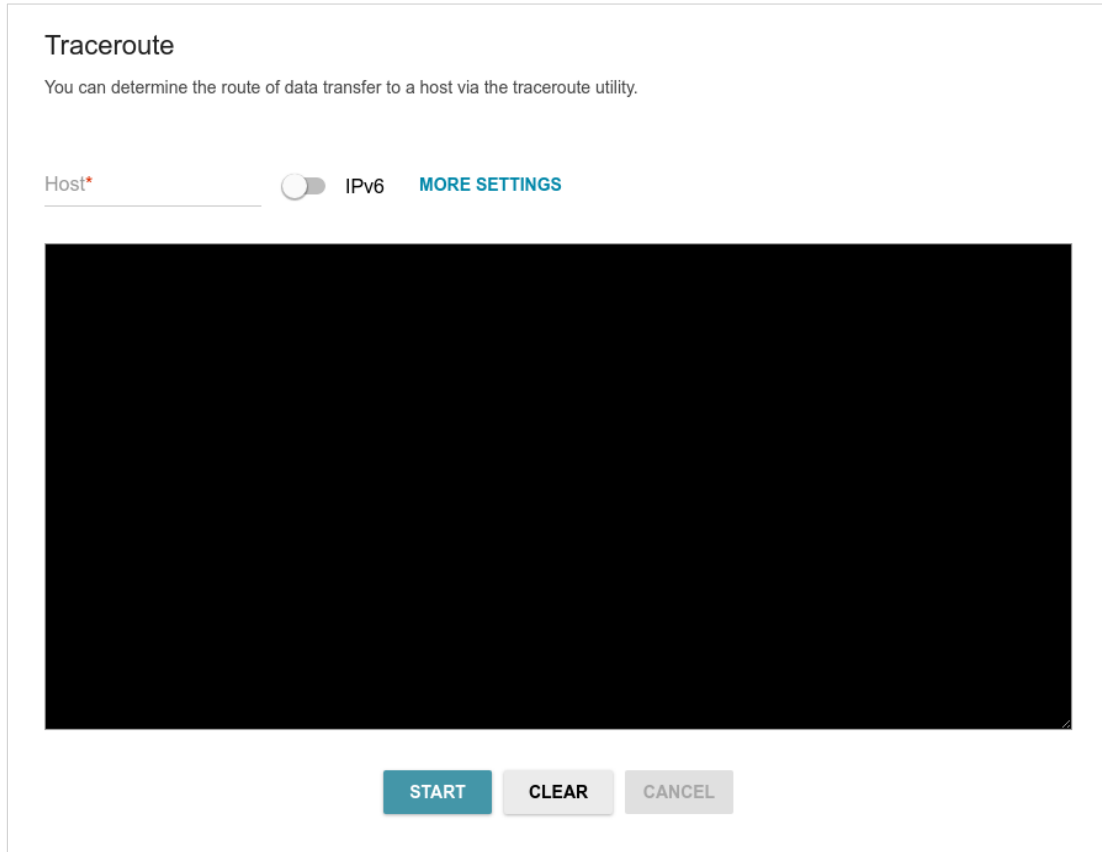 Traceroute
You can determine the route of data transfer to a host via the traceroute utility.
Host* IPv6 MORE SETTINGS
START CLEAR CANCEL